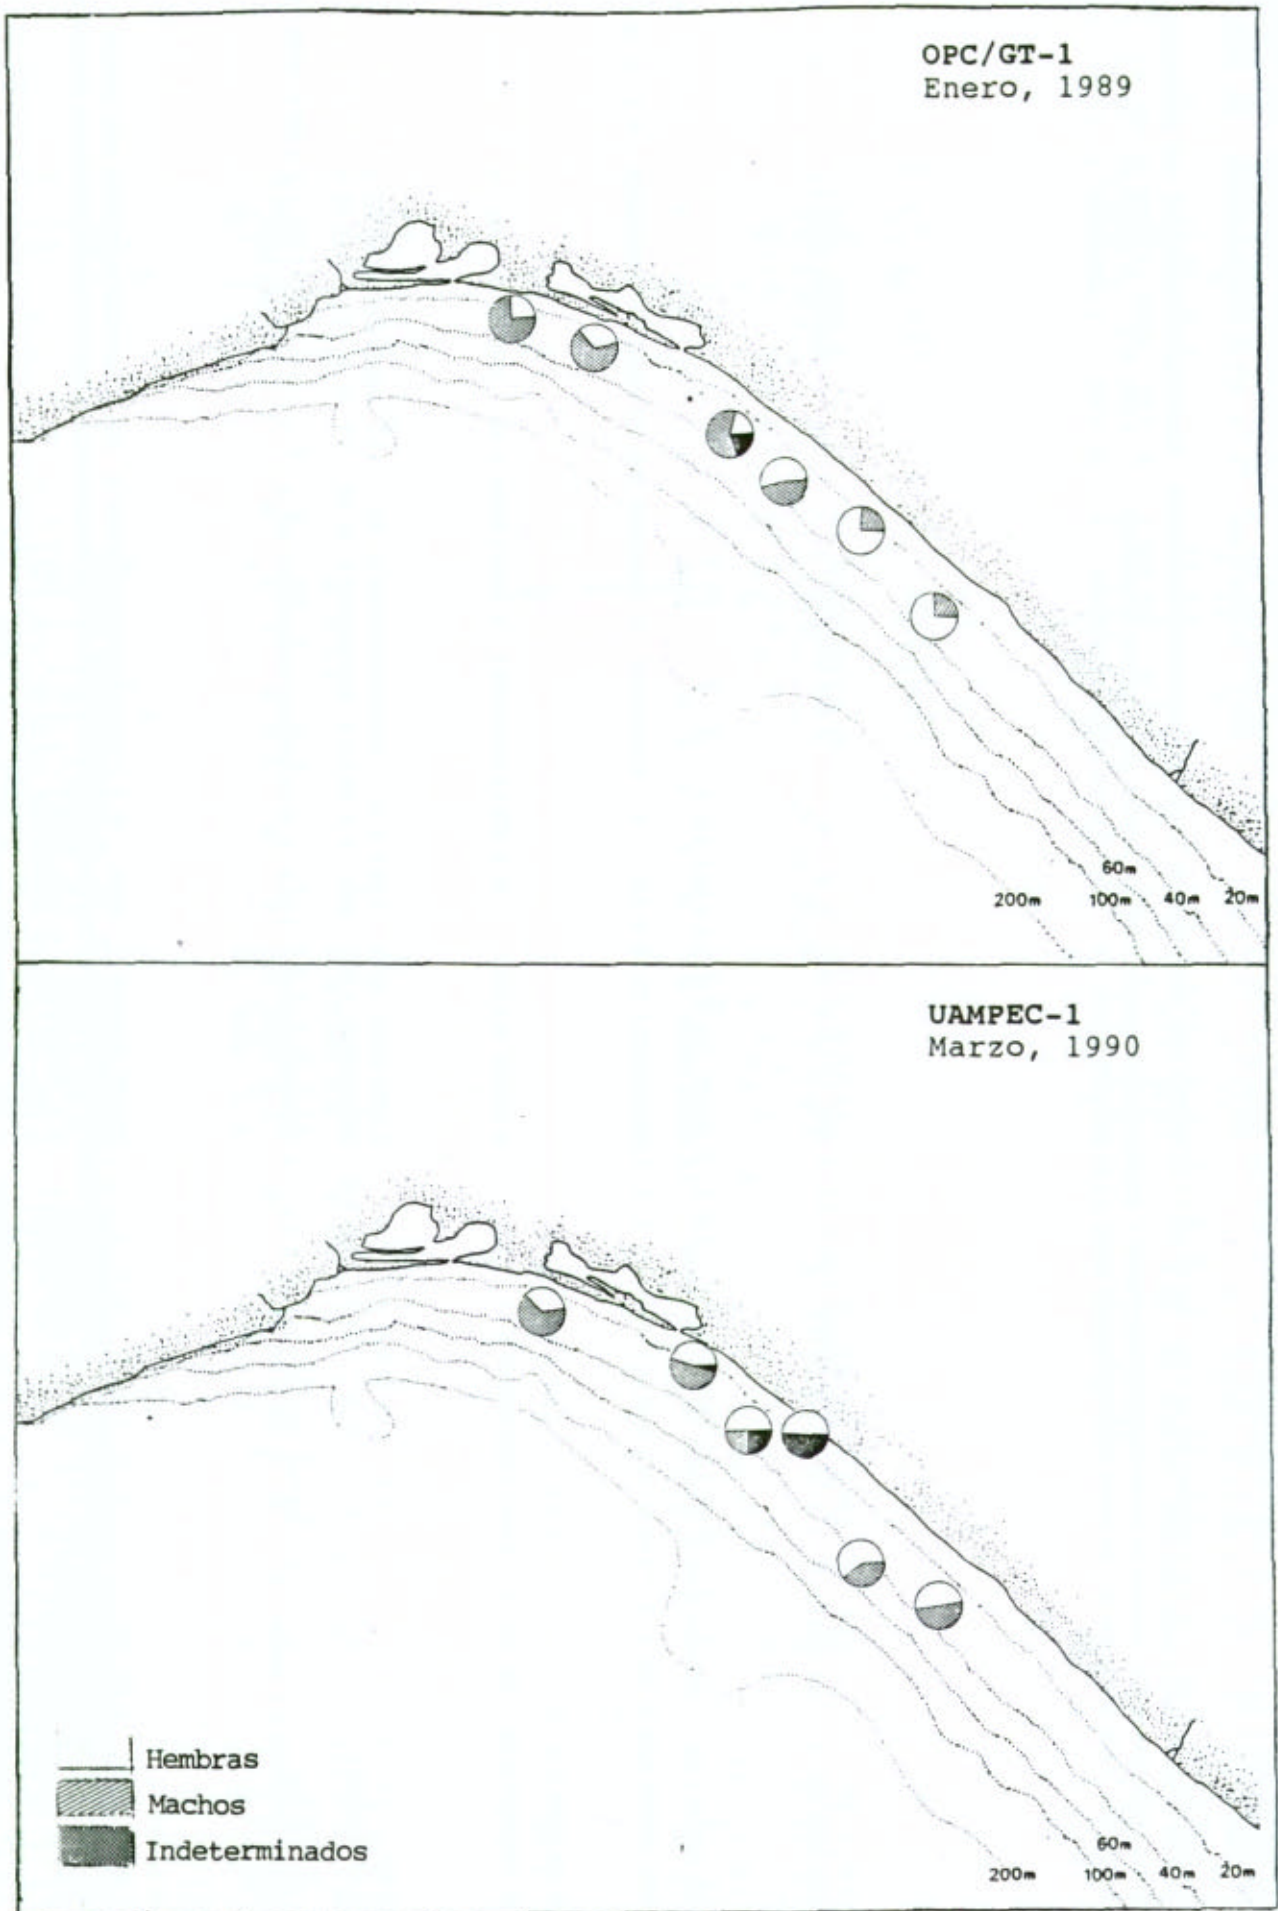 OPC/GT-1
Enero, 1989
60m
200m 100m 40m 20m
UAMPEC-1
Marzo, 1990
Hembras
Machos
Indeterminados
60m
200m 100m 40m 20m